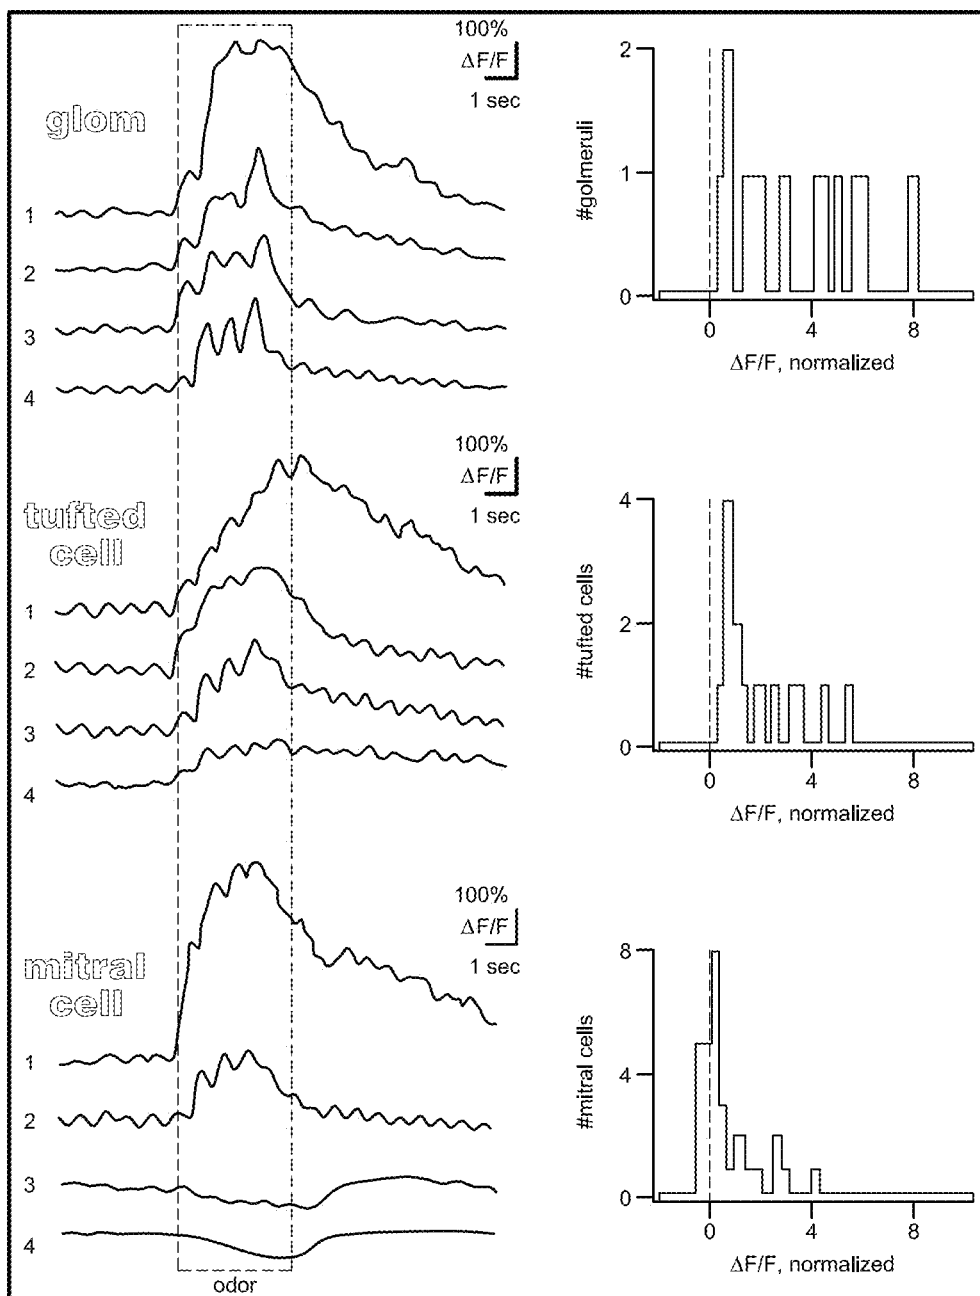 glom
1
2
3
4
100%
ΔF/F
1 sec
#golmeruli
2
1
0
0 4 8
ΔF/F, normalized
tufted
cell
1
2
3
4
100%
ΔF/F
1 sec
#tufted cells
4
2
0
0 4 8
ΔF/F, normalized
mitral
cell
1
2
3
4
100%
ΔF/F
1 sec
odor
#mitral cells
8
4
0
0 4 8
ΔF/F, normalized